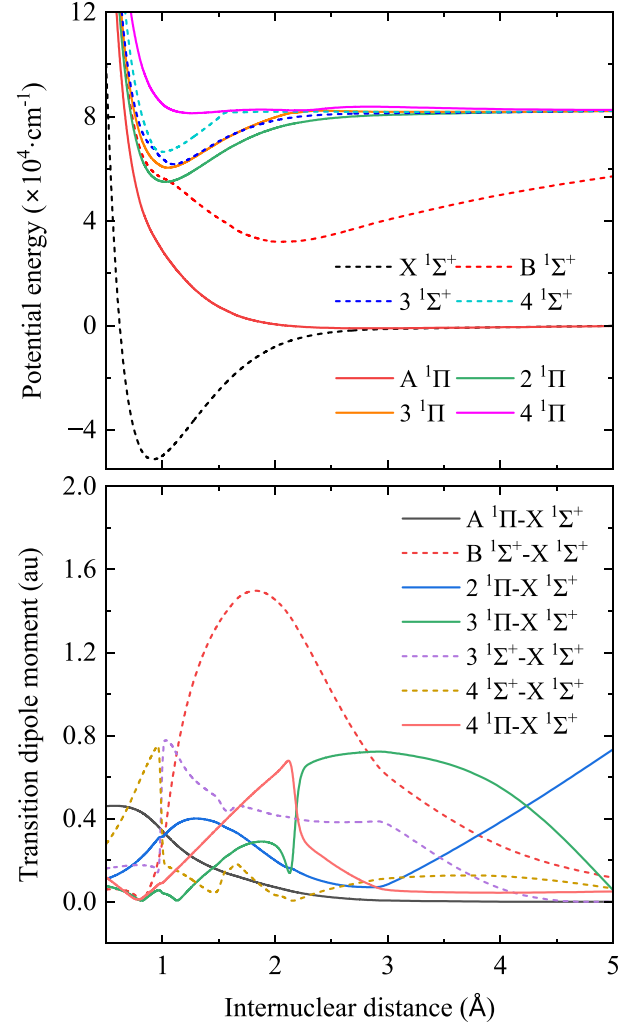 12
8
4
0
−4
Potential energy (×10⁴·cm⁻¹)
X ¹Σ⁺ B ¹Σ⁺
3 ¹Σ⁺ 4 ¹Σ⁺
A ¹Π 2 ¹Π
3 ¹Π 4 ¹Π
2.0
1.6
1.2
0.8
0.4
0.0
Transition dipole moment (au)
A ¹Π-X ¹Σ⁺
B ¹Σ⁺-X ¹Σ⁺
2 ¹Π-X ¹Σ⁺
3 ¹Π-X ¹Σ⁺
3 ¹Σ⁺-X ¹Σ⁺
4 ¹Σ⁺-X ¹Σ⁺
4 ¹Π-X ¹Σ⁺
1 2 3 4 5
Internuclear distance (Å)